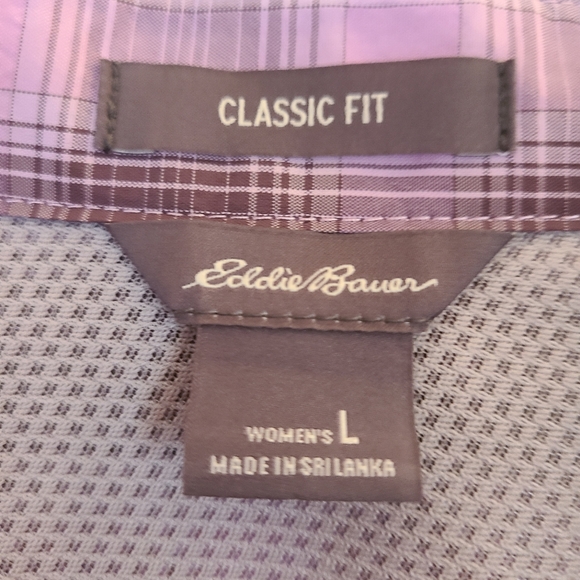 CLASSIC FIT
Eddie Bauer
WOMEN'S L
MADE IN SRI LANKA